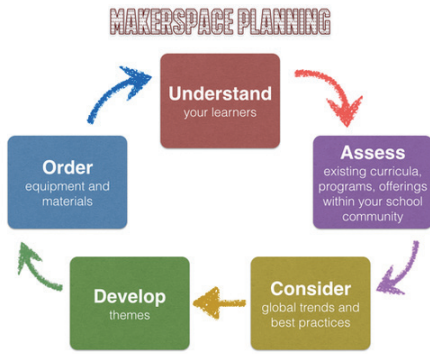 MAKERSPACE PLANNING
Understand
your learners
Assess
existing curricula,
programs, offerings
within your school
community
Consider
global trends and
best practices
Develop
themes
Order
equipment and
materials